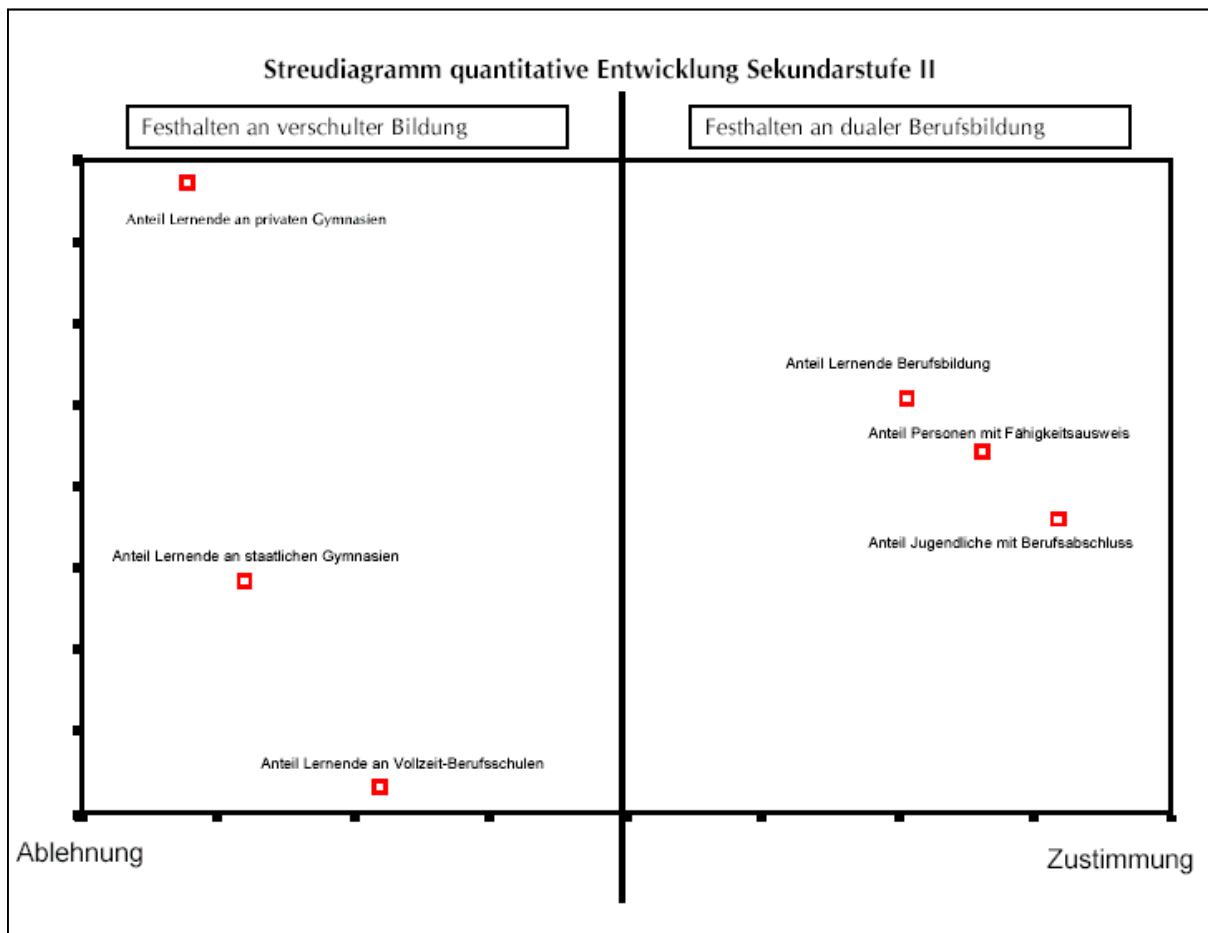 Streudiagramm quantitative Entwicklung Sekundarstufe II
Festhalten an verschulter Bildung
Festhalten an dualer Berufsbildung
Anteil Lernende an privaten Gymnasien
Anteil Lernende Berufsbildung
Anteil Personen mit Fähigkeitsausweis
Anteil Jugendliche mit Berufsabschluss
Anteil Lernende an staatlichen Gymnasien
Anteil Lernende an Vollzeit-Berufsschulen
Ablehnung
Zustimmung